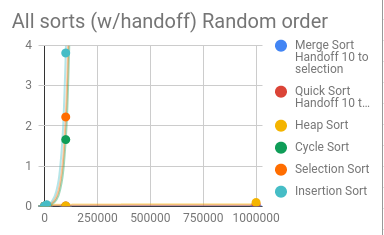 All sorts (w/handoff) Random order
4
3
2
1
0
0
250000
500000
750000
1000000
Merge Sort
Handoff 10 to
selection
Quick Sort
Handoff 10 t...
Heap Sort
Cycle Sort
Selection Sort
Insertion Sort